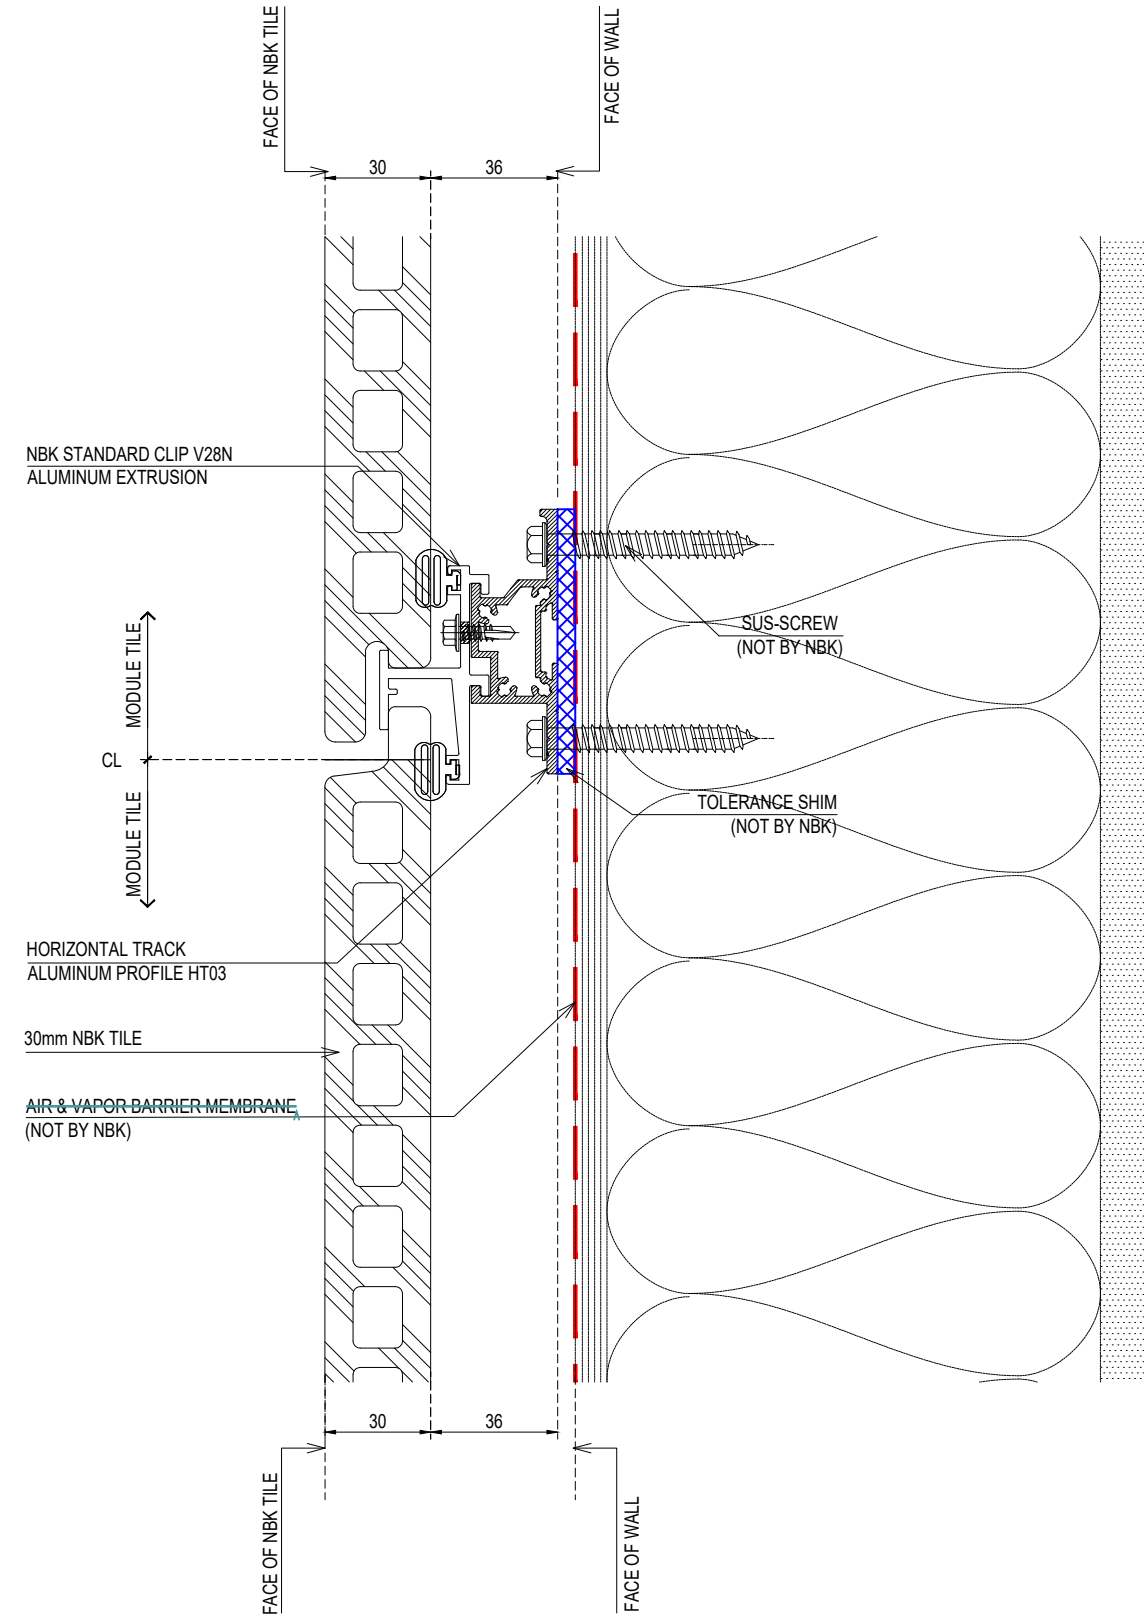 FACE OF NBK TILE
FACE OF WALL
30
36
NBK STANDARD CLIP V28N
ALUMINUM EXTRUSION
MODULE TILE
SUS-SCREW
(NOT BY NBK)
CL
TOLERANCE SHIM
(NOT BY NBK)
MODULE TILE
HORIZONTAL TRACK
ALUMINUM PROFILE HT03
30mm NBK TILE
AIR & VAPOR BARRIER MEMBRANE
(NOT BY NBK)
30
36
FACE OF NBK TILE
FACE OF WALL